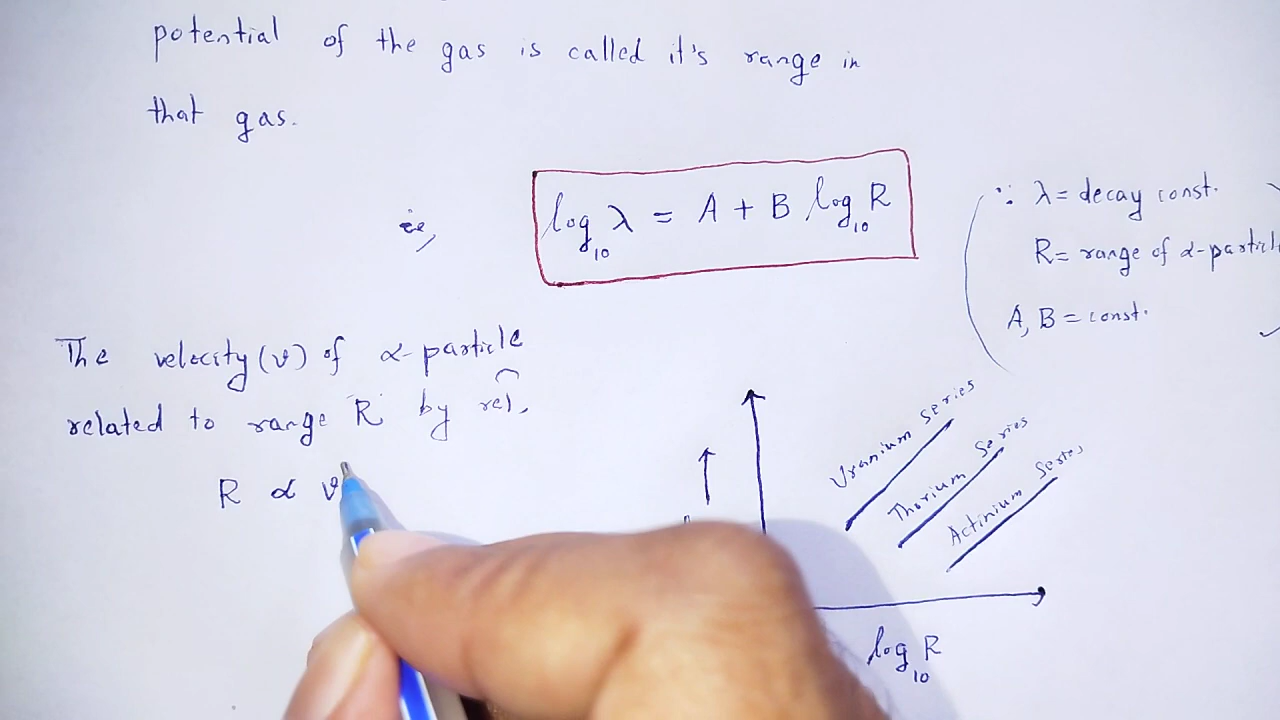 potential of the gas is called it's range in
that gas.
ie,
log₁₀ λ = A + B log₁₀ R
∵ λ = decay const.
R = range of α-particle
A, B = const.
The velocity (v) of α-particle
related to range R by rel,
R α v
Uranium Series
Thorium Series
Actinium Series
log₁₀ R